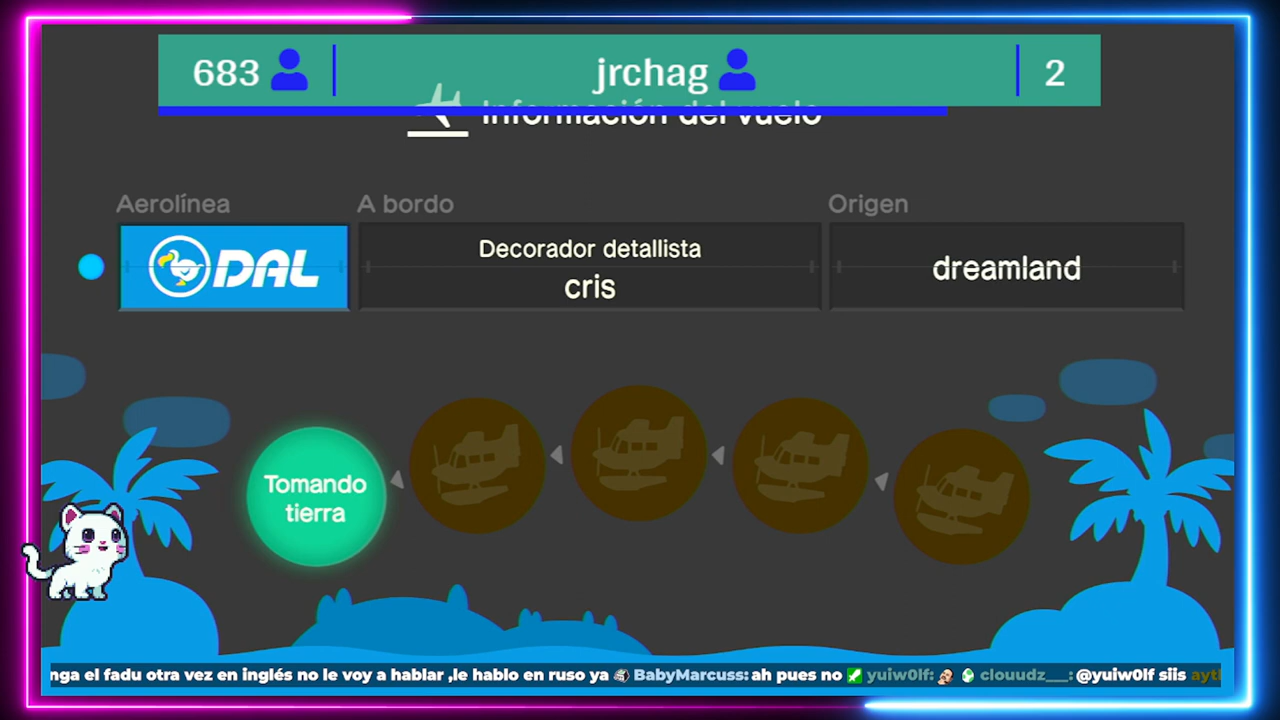 683 jrchag 2
Información del vuelo
Aerolínea A bordo Origen
DAL
Decorador detallista
cris
dreamland
Tomando
tierra
nga el fadu otra vez en inglés no le voy a hablar ,le hablo en ruso ya BabyMarcuss: ah pues no yuiw0lf: clouudz___: @yuiw0lf siis